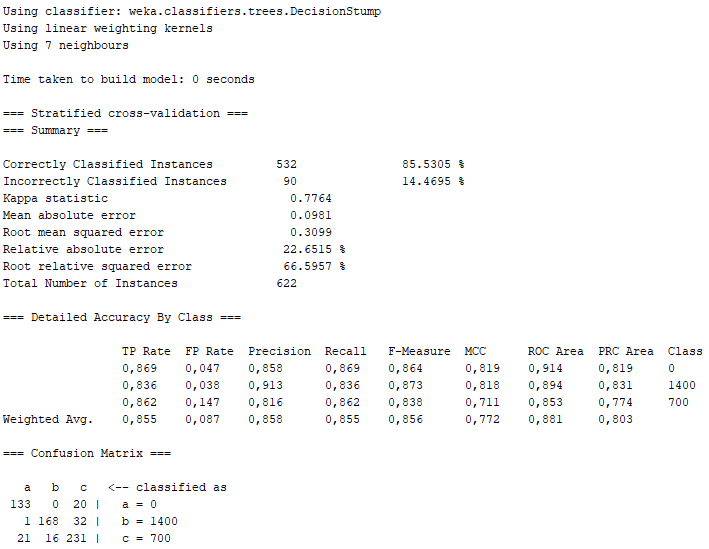 Using classifier: weka.classifiers.trees.DecisionStump
Using linear weighting kernels
Using 7 neighbours
Time taken to build model: 0 seconds
=== Stratified cross-validation ===
=== Summary ===
Correctly Classified Instances 532 85.5305 %
Incorrectly Classified Instances 90 14.4695 %
Kappa statistic 0.7764
Mean absolute error 0.0981
Root mean squared error 0.3099
Relative absolute error 22.6515 %
Root relative squared error 66.5957 %
Total Number of Instances 622
=== Detailed Accuracy By Class ===
TP Rate FP Rate Precision Recall F-Measure MCC ROC Area PRC Area Class
0,869 0,047 0,858 0,869 0,864 0,819 0,914 0,819 0
0,836 0,038 0,913 0,836 0,873 0,818 0,894 0,831 1400
0,862 0,147 0,816 0,862 0,838 0,711 0,853 0,774 700
Weighted Avg. 0,855 0,087 0,858 0,855 0,856 0,772 0,881 0,803
=== Confusion Matrix ===
a b c <-- classified as
133 0 20 | a = 0
1 168 32 | b = 1400
21 16 231 | c = 700